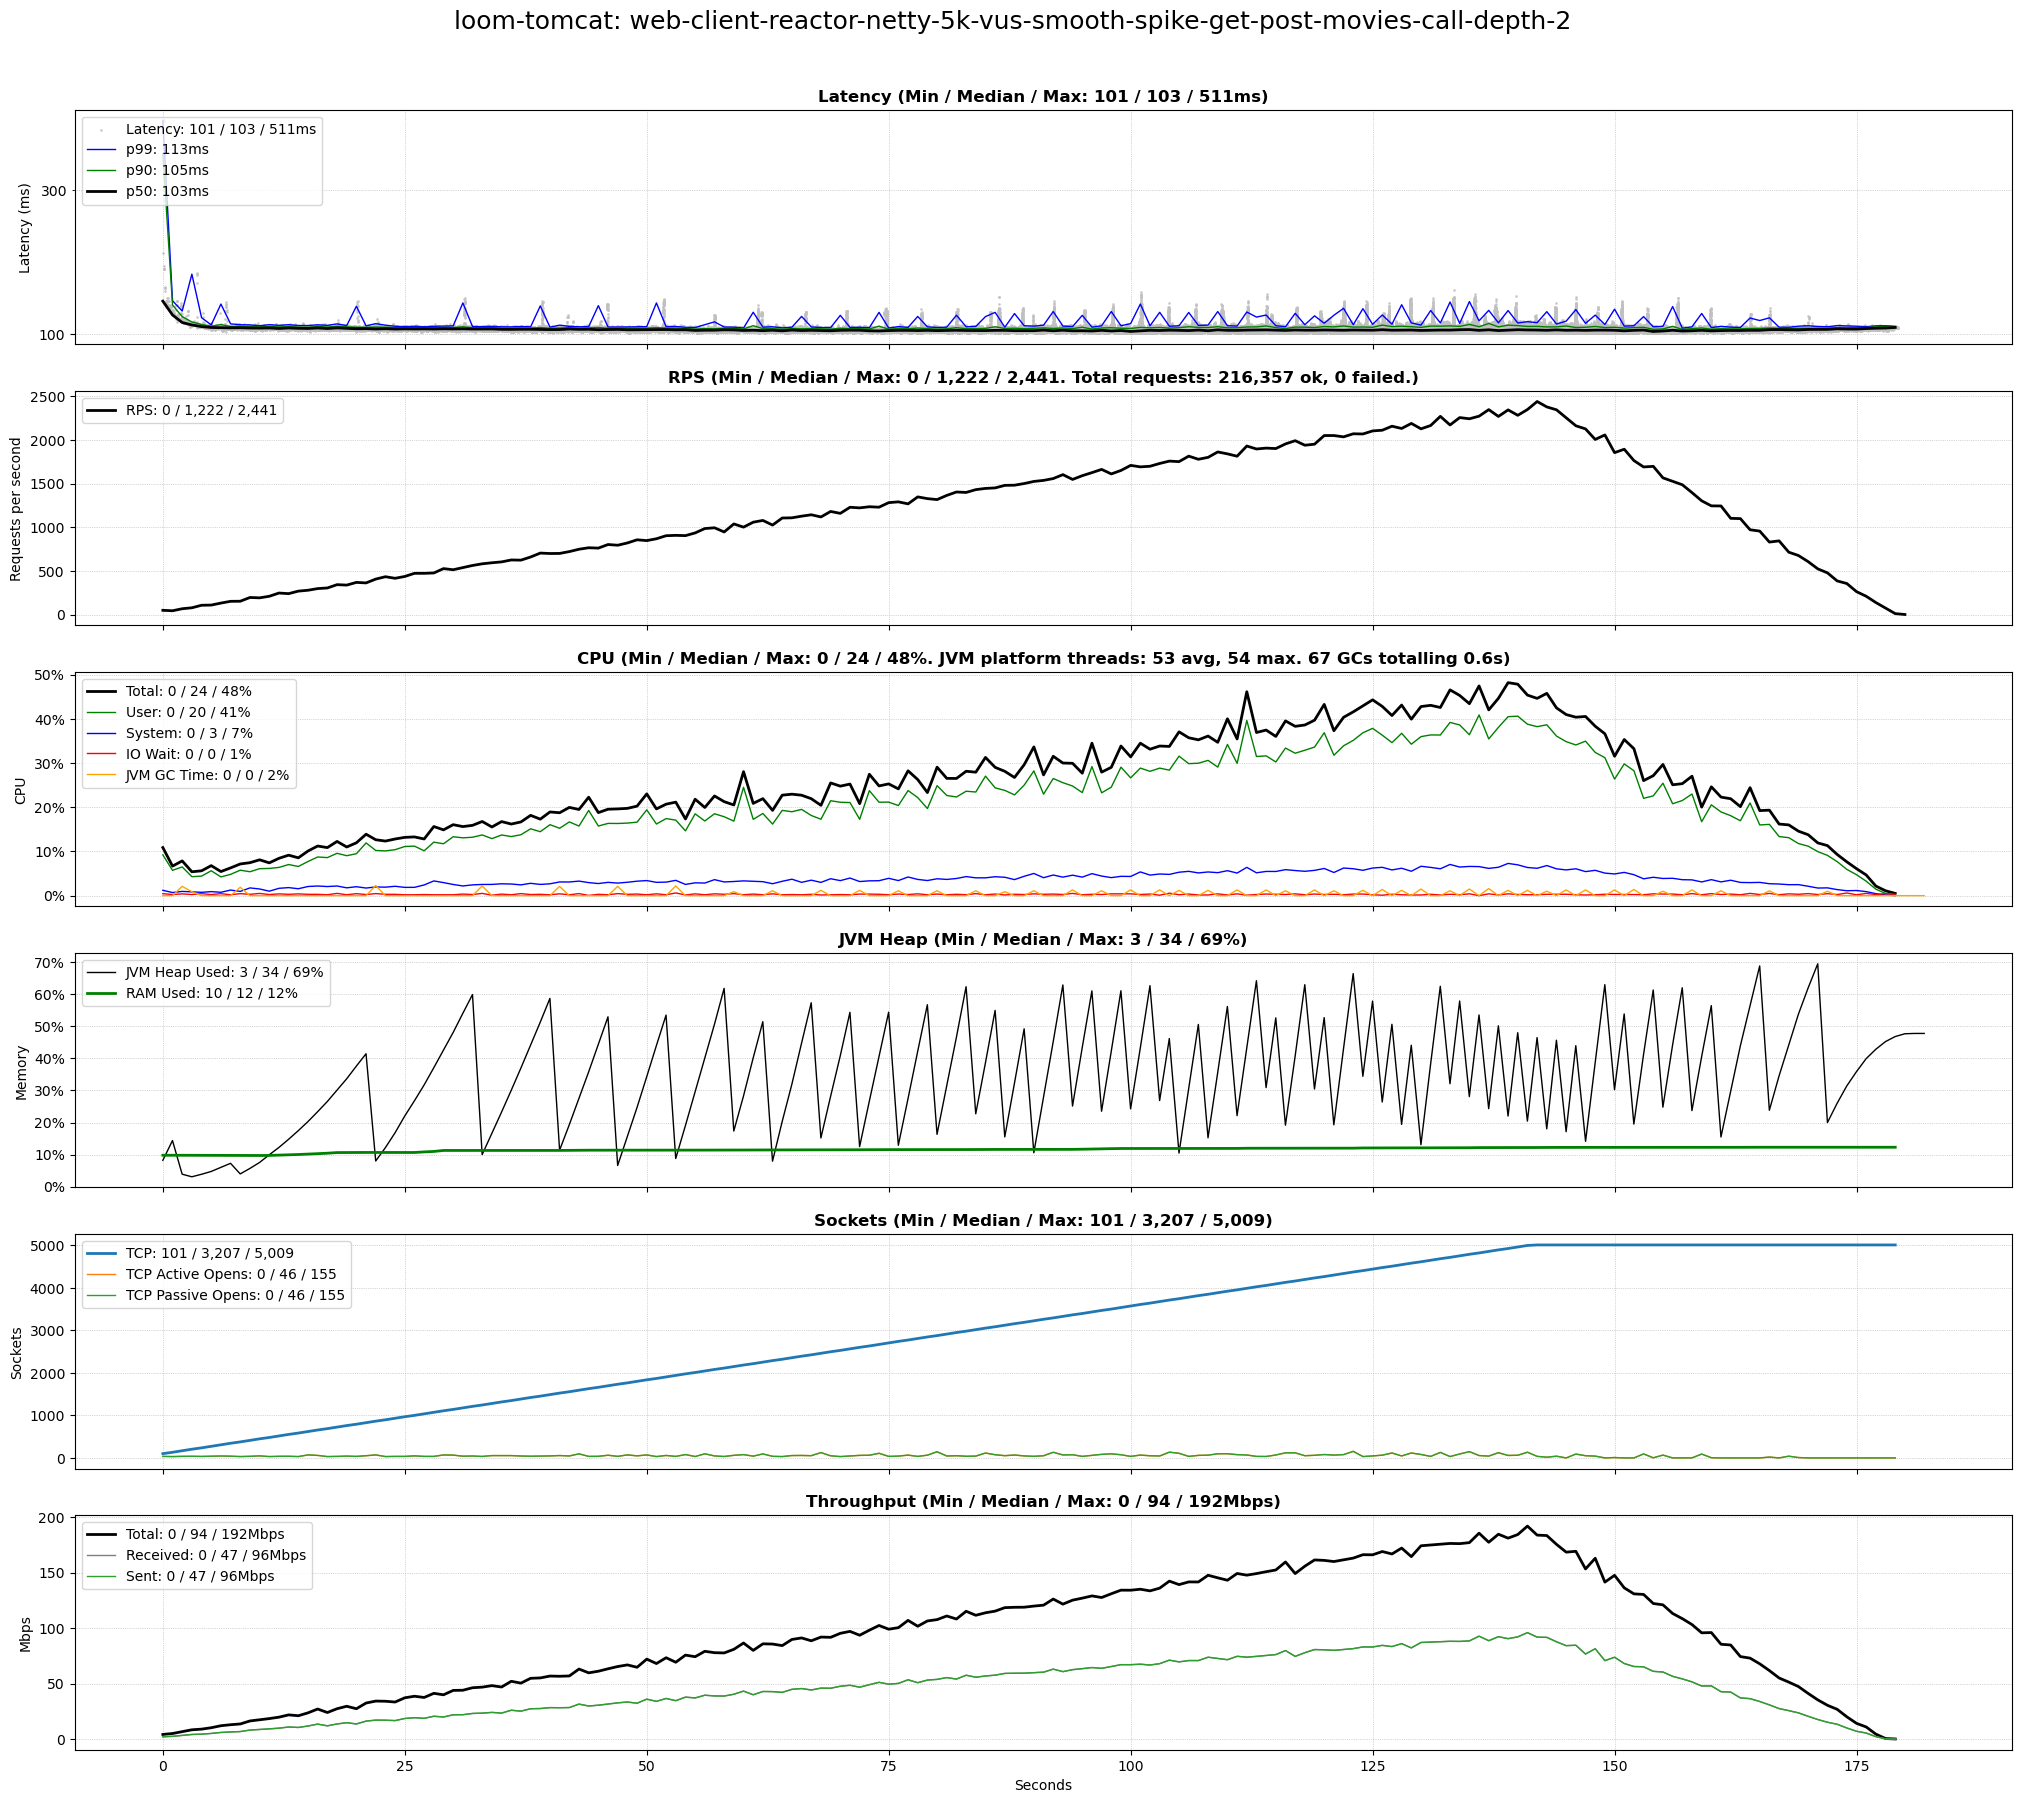 loom-tomcat: web-client-reactor-netty-5k-vus-smooth-spike-get-post-movies-call-depth-2
Latency (Min / Median / Max: 101 / 103 / 511ms)
Latency: 101 / 103 / 511ms
p99: 113ms
p90: 105ms
p50: 103ms
Latency (ms)
300
100
RPS (Min / Median / Max: 0 / 1,222 / 2,441. Total requests: 216,357 ok, 0 failed.)
RPS: 0 / 1,222 / 2,441
Requests per second
2500
2000
1500
1000
500
0
CPU (Min / Median / Max: 0 / 24 / 48%. JVM platform threads: 53 avg, 54 max. 67 GCs totalling 0.6s)
Total: 0 / 24 / 48%
User: 0 / 20 / 41%
System: 0 / 3 / 7%
IO Wait: 0 / 0 / 1%
JVM GC Time: 0 / 0 / 2%
CPU
50%
40%
30%
20%
10%
0%
JVM Heap (Min / Median / Max: 3 / 34 / 69%)
JVM Heap Used: 3 / 34 / 69%
RAM Used: 10 / 12 / 12%
Memory
70%
60%
50%
40%
30%
20%
10%
0%
Sockets (Min / Median / Max: 101 / 3,207 / 5,009)
TCP: 101 / 3,207 / 5,009
TCP Active Opens: 0 / 46 / 155
TCP Passive Opens: 0 / 46 / 155
Sockets
5000
4000
3000
2000
1000
0
Throughput (Min / Median / Max: 0 / 94 / 192Mbps)
Total: 0 / 94 / 192Mbps
Received: 0 / 47 / 96Mbps
Sent: 0 / 47 / 96Mbps
Mbps
200
150
100
50
0
0 25 50 75 100 125 150 175
Seconds